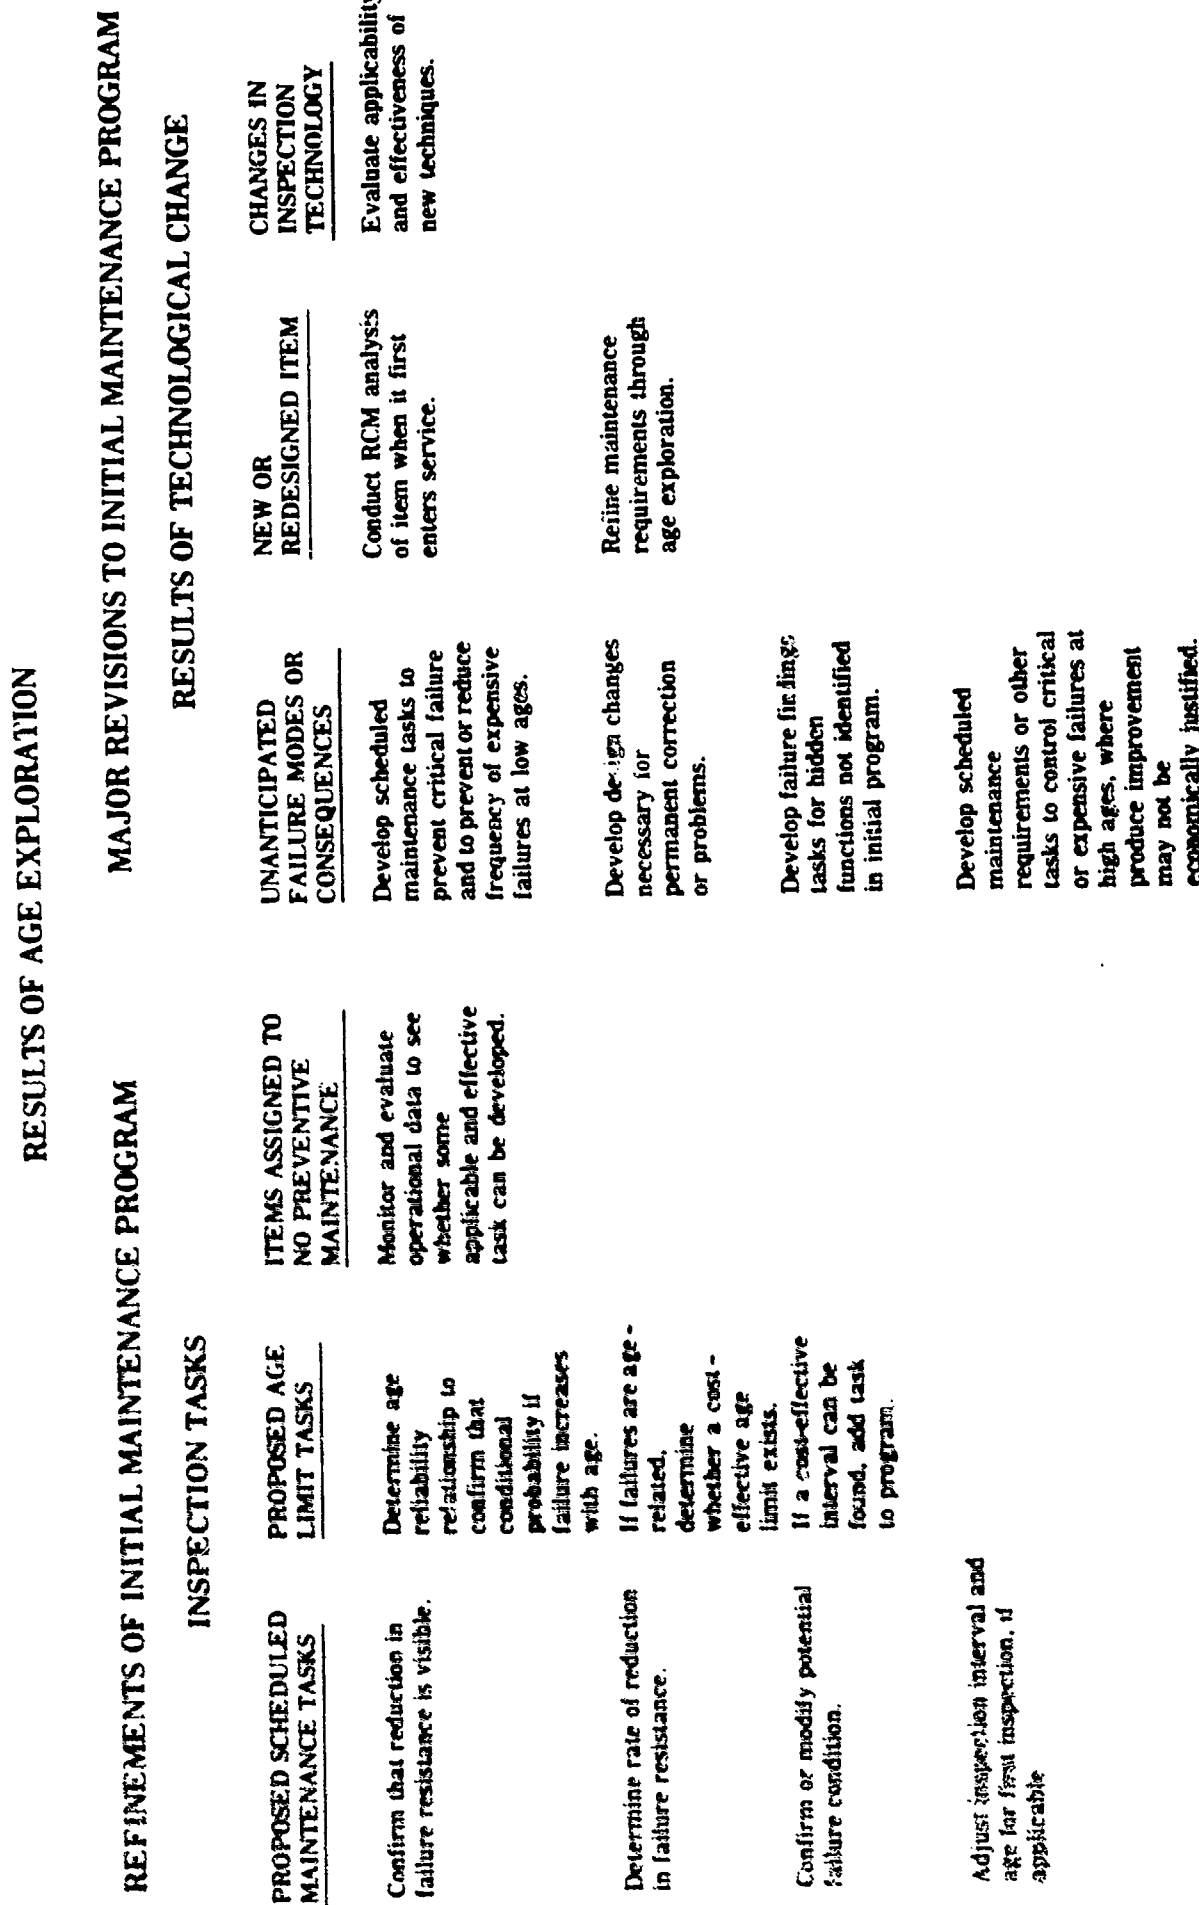 RESULTS OF AGE EXPLORATION
REFINEMENTS OF INITIAL MAINTENANCE PROGRAM
INSPECTION TASKS
PROPOSED SCHEDULED
MAINTENANCE TASKS
Confirm that reduction in
failure resistance is visible.
Determine rate of reduction
in failure resistance.
Confirm or modify potential
failure condition.
Adjust inspection interval and
age for first inspection, if
applicable
PROPOSED AGE
LIMIT TASKS
Determine age
reliability
relationship to
confirm that
conditional
probability if
failure increases
with age.
If failures are age-
related,
determine
whether a cost-
effective age
limit exists.
If a cost-effective
interval can be
found, add task
to program.
ITEMS ASSIGNED TO
NO PREVENTIVE
MAINTENANCE
Monitor and evaluate
operational data to see
whether some
applicable and effective
task can be developed.
MAJOR REVISIONS TO INITIAL MAINTENANCE PROGRAM
RESULTS OF TECHNOLOGICAL CHANGE
UNANTICIPATED
FAILURE MODES OR
CONSEQUENCES
Develop scheduled
maintenance tasks to
prevent critical failure
and to prevent or reduce
frequency of expensive
failures at low ages.
Develop design changes
necessary for
permanent correction
or problems.
Develop failure findings
tasks for hidden
functions not identified
in initial program.
Develop scheduled
maintenance
requirements or other
tasks to control critical
or expensive failures at
high ages, where
produce improvement
may not be
economically justified.
NEW OR
REDESIGNED ITEM
Conduct RCM analysis
of item when it first
enters service.
Refine maintenance
requirements through
age exploration.
CHANGES IN
INSPECTION
TECHNOLOGY
Evaluate applicability
and effectiveness of
new techniques.